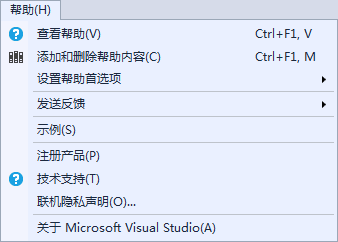 帮助(H)
查看帮助(V) Ctrl+F1, V
添加和删除帮助内容(C) Ctrl+F1, M
设置帮助首选项
发送反馈
示例(S)
注册产品(P)
技术支持(T)
联机隐私声明(O)...
关于 Microsoft Visual Studio(A)